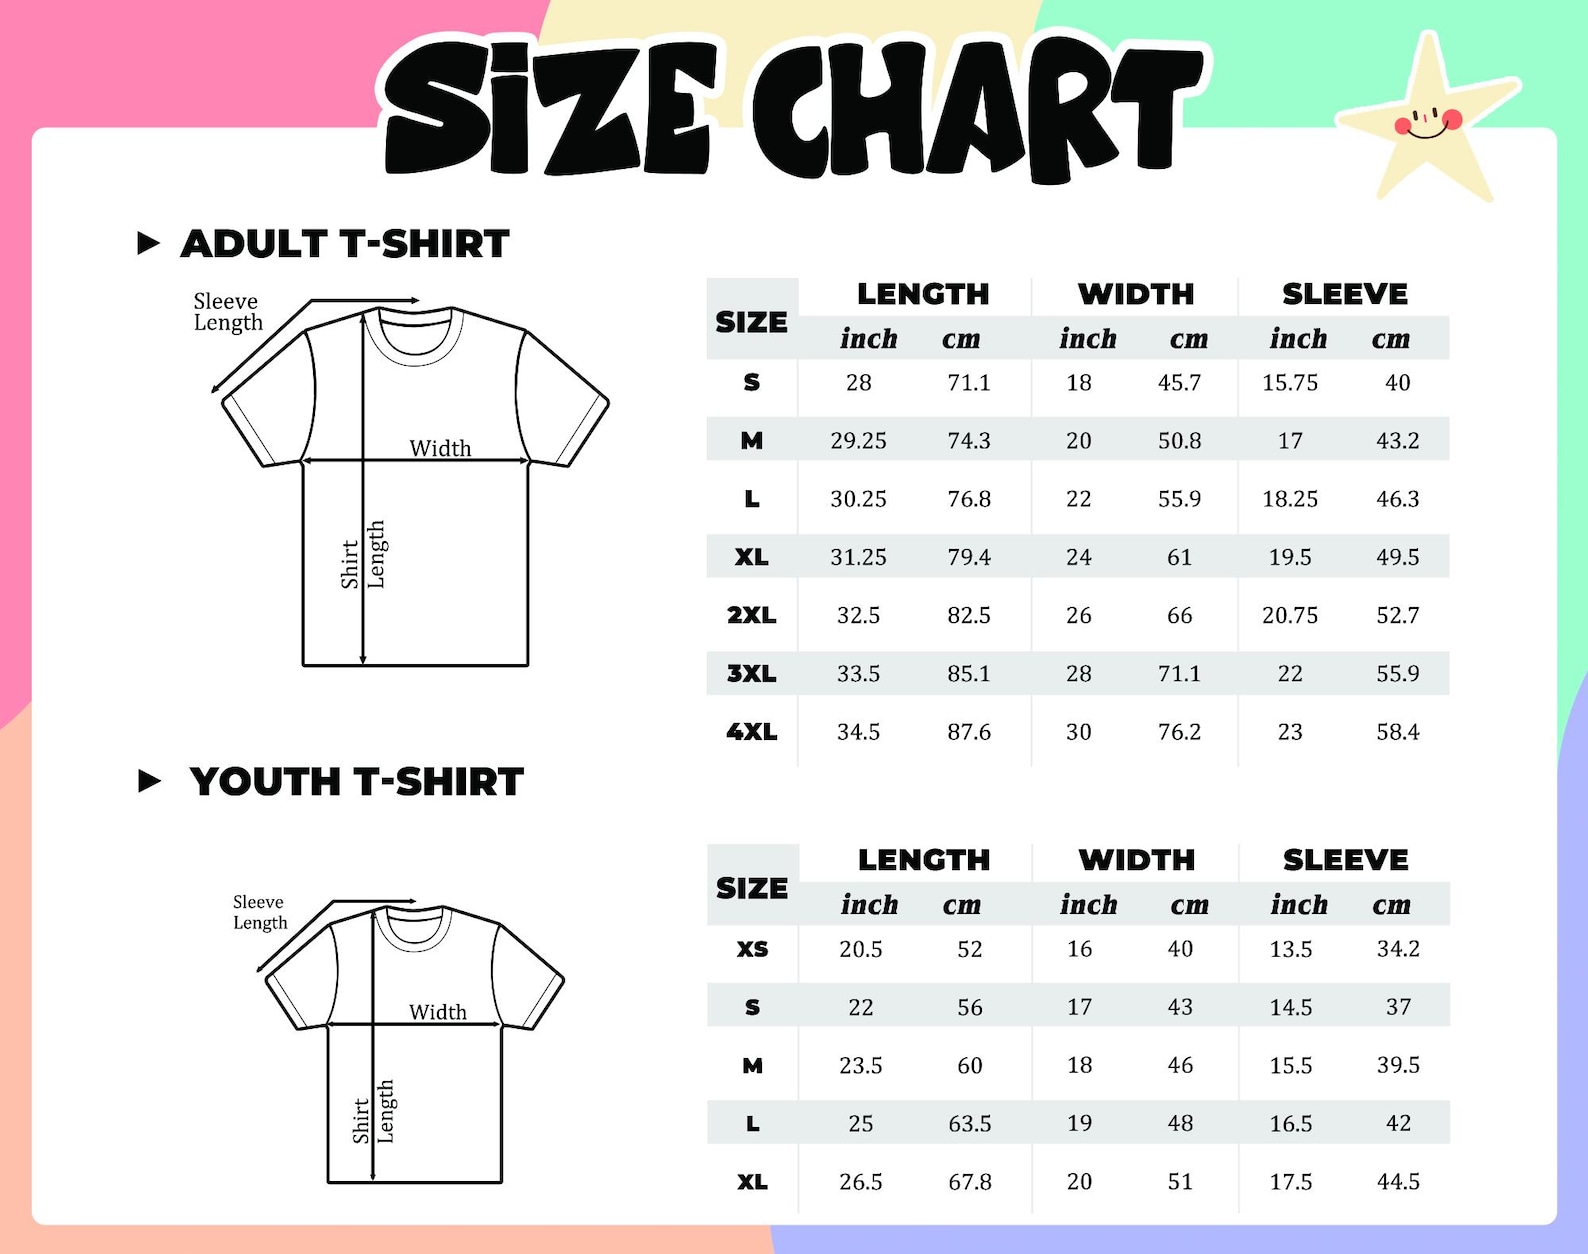 SiZE CHART
ADULT T-SHIRT
Sleeve
Length
Width
Shirt
Length
SIZE LENGTH WIDTH SLEEVE
inch cm inch cm inch cm
S 28 71.1 18 45.7 15.75 40
M 29.25 74.3 20 50.8 17 43.2
L 30.25 76.8 22 55.9 18.25 46.3
XL 31.25 79.4 24 61 19.5 49.5
2XL 32.5 82.5 26 66 20.75 52.7
3XL 33.5 85.1 28 71.1 22 55.9
4XL 34.5 87.6 30 76.2 23 58.4
YOUTH T-SHIRT
Sleeve
Length
Width
Shirt
Length
SIZE LENGTH WIDTH SLEEVE
inch cm inch cm inch cm
XS 20.5 52 16 40 13.5 34.2
S 22 56 17 43 14.5 37
M 23.5 60 18 46 15.5 39.5
L 25 63.5 19 48 16.5 42
XL 26.5 67.8 20 51 17.5 44.5